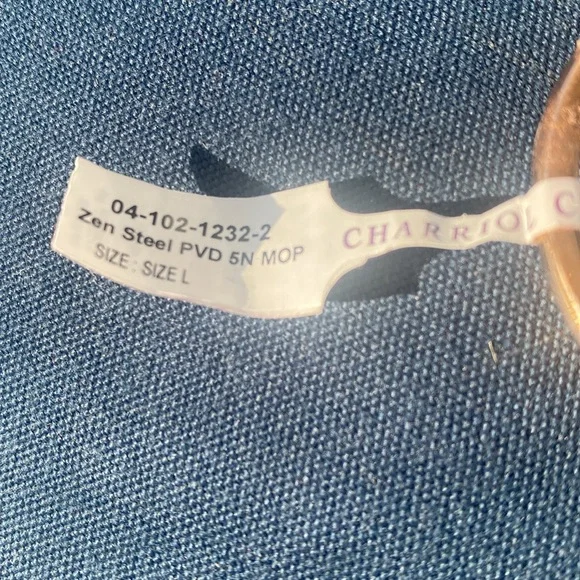 04-102-1232-2
Zen Steel PVD 5N MOP
SIZE : SIZE L
CHARRIOL C